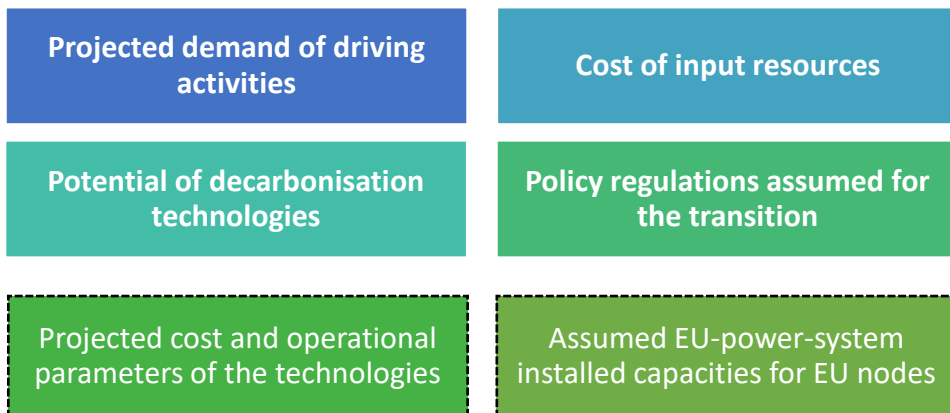 Projected demand of driving
activities
Cost of input resources
Potential of decarbonisation
technologies
Policy regulations assumed for
the transition
Projected cost and operational
parameters of the technologies
Assumed EU-power-system
installed capacities for EU nodes